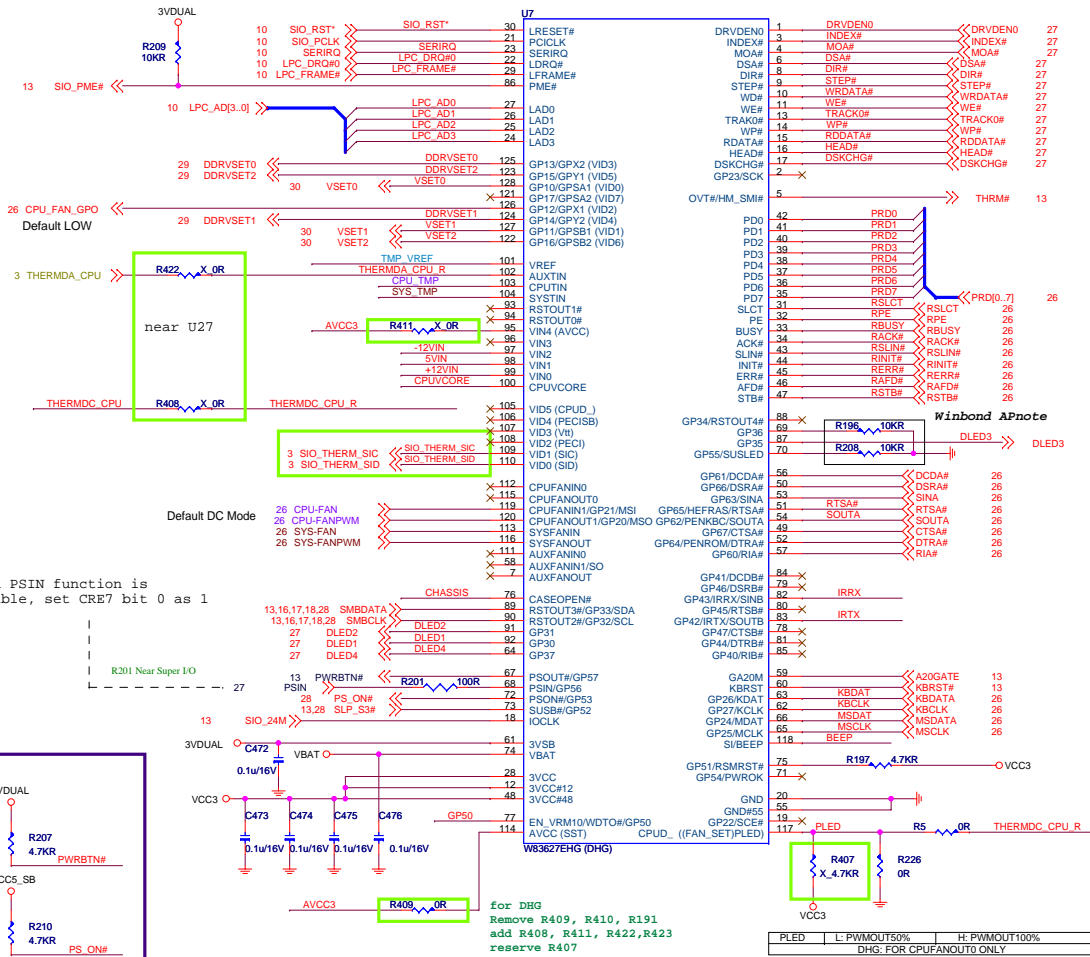 3VDUAL
R209
10KR
10 SIO_RST* SIO_RST* 30 LRESET#
10 SIO_PCLK 21 PCICLK
10 SERIRQ SERIRQ 23 SERIRQ
10 LPC_DRQ#0 LPC_DRQ#0 22 LDRQ#
10 LPC_FRAME# LPC_FRAME# 29 LFRAME#
13 SIO_PME# 86 PME#
10 LPC_AD[3..0]
LPC_AD0 27 LAD0
LPC_AD1 26 LAD1
LPC_AD2 25 LAD2
LPC_AD3 24 LAD3
29 DDRVSET0 DDRVSET0 125 GP13/GPX2 (VID3)
29 DDRVSET2 DDRVSET2 123 GP15/GPY1 (VID5)
30 VSET0 VSET0 128 GP10/GPSA1 (VID0)
121 GP17/GPSA2 (VID7)
26 CPU_FAN_GPO 126 GP12/GPX1 (VID2)
Default LOW
29 DDRVSET1 DDRVSET1 124 GP14/GPY2 (VID4)
30 VSET1 VSET1 127 GP11/GPSB1 (VID1)
30 VSET2 VSET2 122 GP16/GPSB2 (VID6)
TMP_VREF 101 VREF
3 THERMDA_CPU R422 X_0R THERMDA_CPU_R 102 AUXTIN
CPU_TMP 103 CPUTIN
SYS_TMP 104 SYSTIN
93 RSTOUT1#
94 RSTOUT0#
near U27
AVCC3 R411 X_0R 95 VIN4 (AVCC)
96 VIN3
-12VIN 97 VIN2
5VIN 98 VIN1
+12VIN 99 VIN0
CPUVCORE 100 CPUVCORE
THERMDC_CPU R408 X_0R THERMDC_CPU_R
105 VID5 (CPUD_)
106 VID4 (PECISB)
107 VID3 (Vtt)
108 VID2 (PECI)
3 SIO_THERM_SIC SIO_THERM_SIC 109 VID1 (SIC)
3 SIO_THERM_SID SIO_THERM_SID 110 VID0 (SID)
112 CPUFANIN0
115 CPUFANOUT0
Default DC Mode
26 CPU-FAN 119 CPUFANIN1/GP21/MSI
26 CPU-FANPWM 120 CPUFANOUT1/GP20/MSO
26 SYS-FAN 113 SYSFANIN
26 SYS-FANPWM 116 SYSFANOUT
111 AUXFANIN0
58 AUXFANIN1/SO
7 AUXFANOUT
PSIN function is
ble, set CRE7 bit 0 as 1
CHASSIS 76 CASEOPEN#
13,16,17,18,28 SMBDATA 89 RSTOUT3#/GP33/SDA
13,16,17,18,28 SMBCLK 90 RSTOUT2#/GP32/SCL
27 DLED2 DLED2 91 GP31
27 DLED1 DLED1 92 GP30
27 DLED4 DLED4 64 GP37
R201 Near Super I/O
13 PWRBTN# 67 PSOUT#/GP57
27 PSIN R201 100R 68 PSIN/GP56
28 PS_ON# 72 PSON#/GP53
13,28 SLP_S3# 73 SUSB#/GP52
13 SIO_24M 18 IOCLK
3VDUAL 61 3VSB
C472 0.1u/16V
VBAT 74 VBAT
VCC3 28 3VCC
12 3VCC#12
48 3VCC#48
C473 C474 C475 C476
0.1u/16V 0.1u/16V 0.1u/16V 0.1u/16V
GP50 77 EN_VRM10/WDTO#/GP50
114 AVCC (SST)
AVCC3 R409 0R
U7
W83627EHG (DHG)
for DHG
Remove R409, R410, R191
add R408, R411, R422,R423
reserve R407
VDUAL
R207
4.7KR
PWRBTN#
CC5_SB
R210
4.7KR
PS_ON#
DRVDEN0 1 DRVDEN0 DRVDEN0 27
INDEX# 3 INDEX# INDEX# 27
MOA# 4 MOA# MOA# 27
DSA# 6 DSA# DSA# 27
DIR# 8 DIR# DIR# 27
STEP# 9 STEP# STEP# 27
WD# 10 WRDATA# WRDATA# 27
WE# 11 WE# WE# 27
TRAK0# 13 TRACK0# TRACK0# 27
WP# 14 WP# WP# 27
RDATA# 15 RDDATA# RDDATA# 27
HEAD# 16 HEAD# HEAD# 27
DSKCHG# 17 DSKCHG# DSKCHG# 27
GP23/SCK 2
OVT#/HM_SMI# 5 THRM# 13
PD0 42 PRD0
PD1 41 PRD1
PD2 40 PRD2
PD3 39 PRD3
PD4 38 PRD4
PD5 37 PRD5
PD6 36 PRD6
PD7 35 PRD7
PRD[0..7] 26
SLCT 31 RSLCT RSLCT 26
PE 32 RPE RPE 26
BUSY 33 RBUSY RBUSY 26
ACK# 34 RACK# RACK# 26
SLIN# 43 RSLIN# RSLIN# 26
INIT# 44 RINIT# RINIT# 26
ERR# 45 RERR# RERR# 26
AFD# 46 RAFD# RAFD# 26
STB# 47 RSTB# RSTB# 26
Winbond APnote
GP34/RSTOUT4# 88
GP36 69 R196 10KR
GP35 87 DLED3 DLED3
GP55/SUSLED 70 R208 10KR
GP61/DCDA# 56 DCDA# 26
GP66/DSRA# 50 DSRA# 26
GP63/SINA 53 SINA 26
GP65/HEFRAS/RTSA# 51 RTSA# RTSA# 26
GP62/PENKBC/SOUTA 54 SOUTA SOUTA 26
GP67/CTSA# 49 CTSA# 26
GP64/PENROM/DTRA# 52 DTRA# 26
GP60/RIA# 57 RIA# 26
GP41/DCDB# 84
GP46/DSRB# 79
GP43/IRRX/SINB 82 IRRX
GP45/RTSB# 80
GP42/IRTX/SOUTB 83 IRTX
GP47/CTSB# 78
GP44/DTRB# 81
GP40/RIB# 85
GA20M 59 A20GATE 13
KBRST 60 KBRST# 13
GP26/KDAT 63 KBDAT KBDATA 26
GP27/KCLK 62 KBCLK KBCLK 26
GP24/MDAT 66 MSDAT MSDATA 26
GP25/MCLK 65 MSCLK MSCLK 26
SI/BEEP 118 BEEP
GP51/RSMRST# 75 R197 4.7KR VCC3
GP54/PWROK 71
GND 20
GND#55 55
GP22/SCE# 19
CPUD_ ((FAN_SET)PLED) 117 PLED R5 0R THERMDC_CPU_R
R407
X_4.7KR
R226
0R
VCC3
PLED L: PWMOUT50% H: PWMOUT100%
DHG: FOR CPUFANOUT0 ONLY